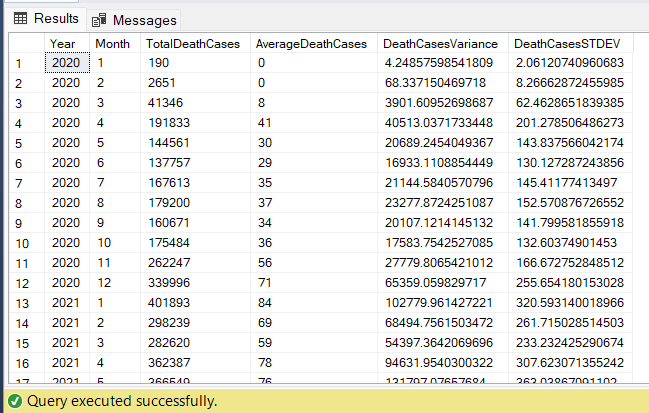 Results Messages
Year Month TotalDeathCases AverageDeathCases DeathCasesVariance DeathCasesSTDEV
1 2020 1 190 0 4.24857598541809 2.06120740960683
2 2020 2 2651 0 68.337150469718 8.26662872455985
3 2020 3 41346 8 3901.60952698687 62.4628651839385
4 2020 4 191833 41 40513.0371733448 201.278506486273
5 2020 5 144561 30 20689.2454049367 143.837566042174
6 2020 6 137757 29 16933.1108854449 130.127287243856
7 2020 7 167613 35 21144.5840570796 145.41177413497
8 2020 8 179200 37 23277.8724251087 152.570876726552
9 2020 9 160671 34 20107.1214145132 141.799581855918
10 2020 10 175484 36 17583.7542527085 132.60374901453
11 2020 11 262247 56 27779.8065421012 166.672752848512
12 2020 12 339996 71 65359.059829717 255.654180153028
13 2021 1 401893 84 102779.961427221 320.593140018966
14 2021 2 298239 69 68494.7561503472 261.715028514503
15 2021 3 282620 59 54397.3642069696 233.232425290674
16 2021 4 362387 78 94631.9540300322 307.623071355242
17 2021 5 366549 76 131797.07657684 363.03867091102
Query executed successfully.